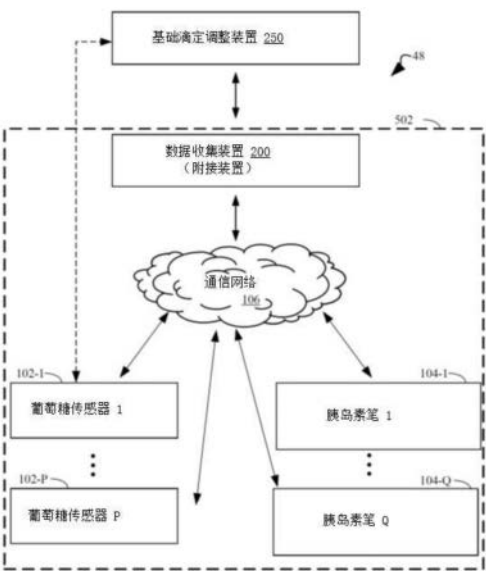 基础滴定调整装置 250
48
502
数据收集装置 200
（附接装置）
通信网络
106
102-1
葡萄糖传感器 1
104-1
胰岛素笔 1
102-P
葡萄糖传感器 P
104-Q
胰岛素笔 Q